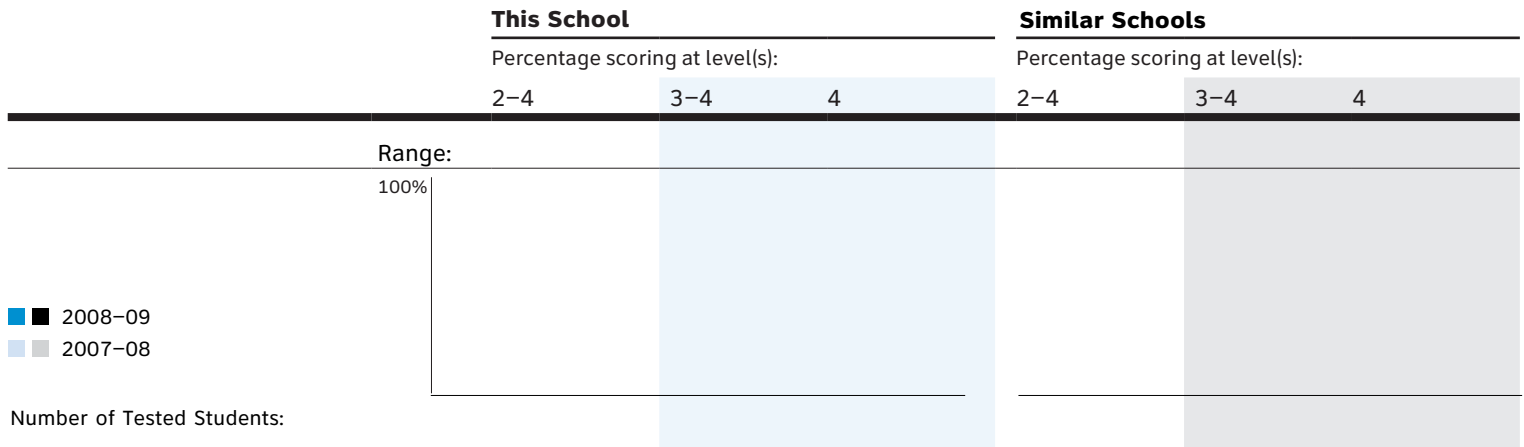 This School Similar Schools
Percentage scoring at level(s): Percentage scoring at level(s):
2–4 3–4 4 2–4 3–4 4
Range:
100%
2008–09
2007–08
Number of Tested Students: